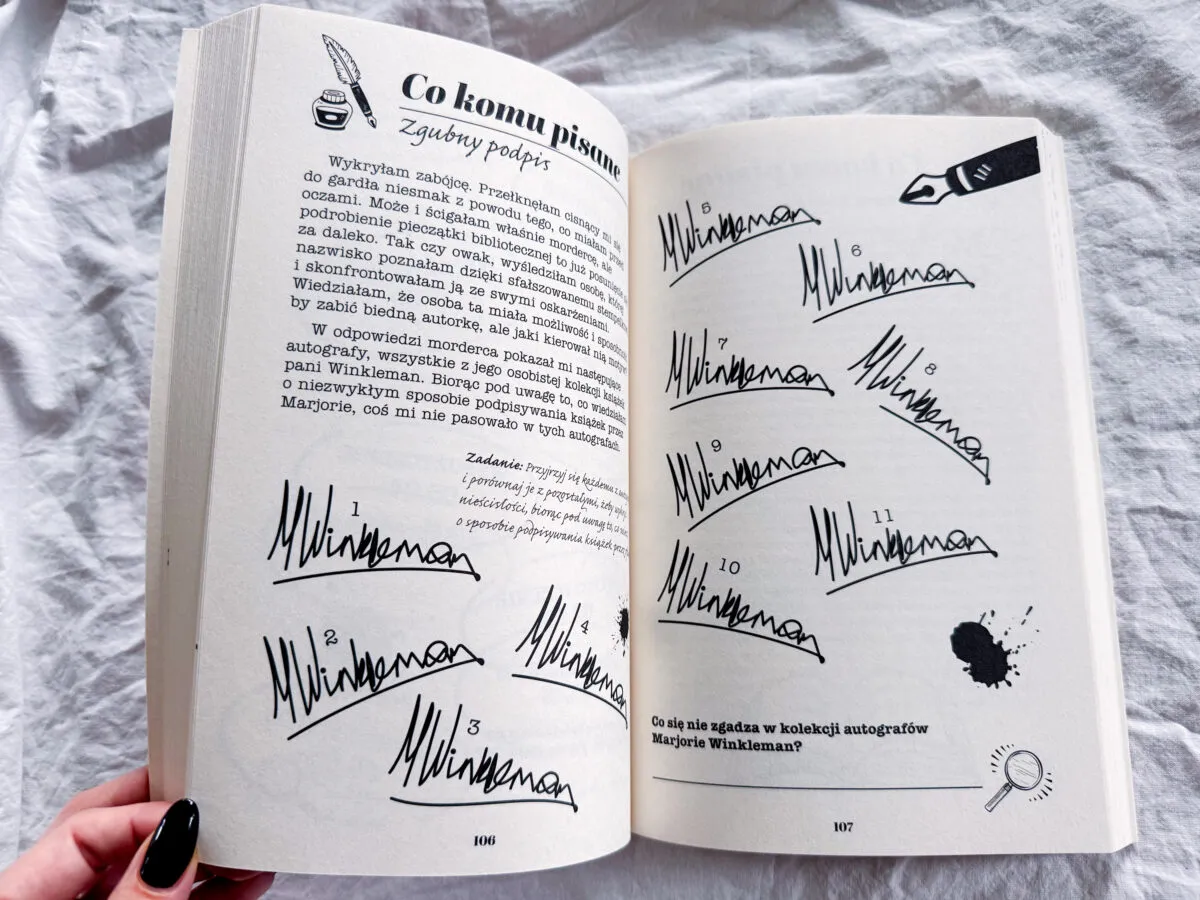 Co komu pisane
Zgubny podpis
Wykryłam zabójcę. Przełknęłam cisnący mi się
do gardła niesmak z powodu tego, co miałam przed
oczami. Może i ścigałam właśnie mordercę, ale
podrobienie pieczątki bibliotecznej to już posunięcie
za daleko. Tak czy owak, wyśledziłam osobę, której
nazwisko poznałam dzięki sfałszowanemu
i skonfrontowałam ją ze swymi oskarżeniami.
Wiedziałam, że osoba ta miała możliwość i
by zabić biedną autorkę, ale jaki kierował nią
W odpowiedzi morderca pokazał mi następujące
autografy, wszystkie z jego osobistej kolekcji książek
pani Winkleman. Biorąc pod uwagę to, co wiedziałam
o niezwykłym sposobie podpisywania książek przez
Marjorie, coś mi nie pasowało w tych autografach.
Zadanie: Przyjrzyj się każdemu z
i porównaj je z pozostałymi, żeby
nieścisłości, biorąc pod uwagę to, co
o sposobie podpisywania książek przez
1
MWinkleman
2
MWinkleman
4
MWinkleman
3
MWinkleman
106
5
MWinkleman
6
MWinkleman
7
MWinkleman
8
MWinkleman
9
MWinkleman
11
MWinkleman
10
MWinkleman
Co się nie zgadza w kolekcji autografów
Marjorie Winkleman?
107